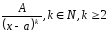 A/(x - a)^k, k ∈ N, k ≥ 2